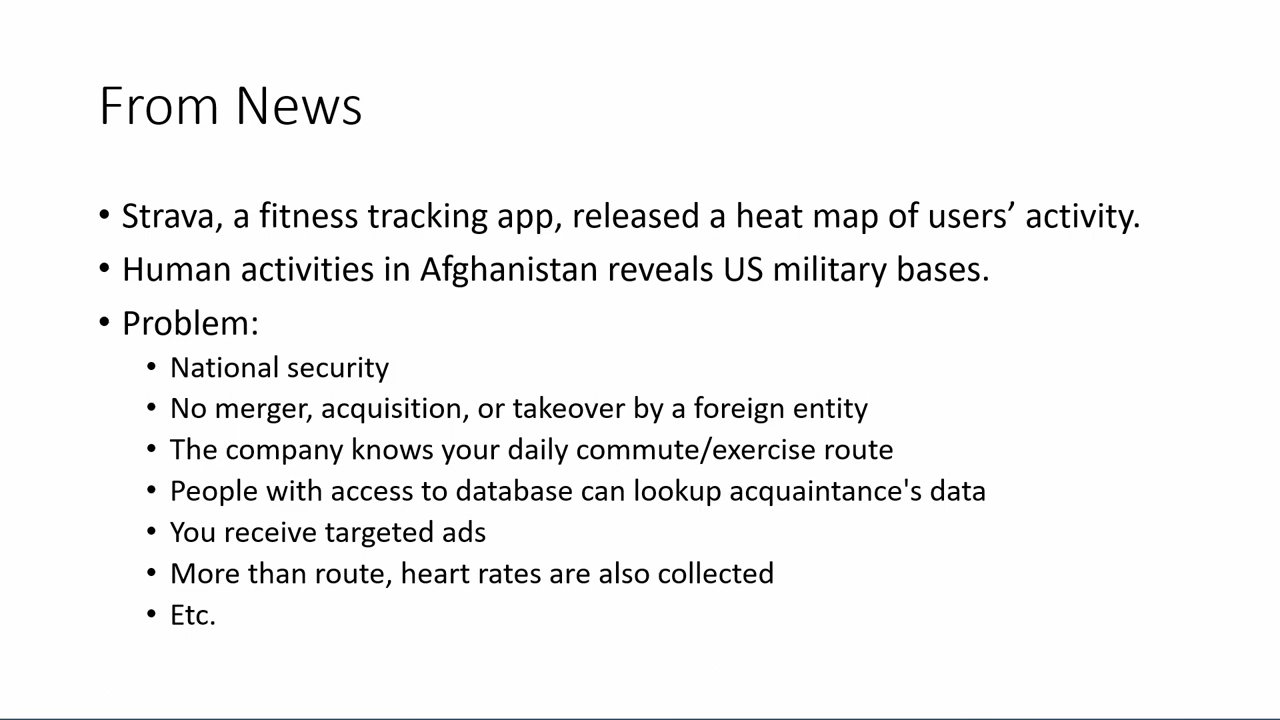 From News
• Strava, a fitness tracking app, released a heat map of users’ activity.
• Human activities in Afghanistan reveals US military bases.
• Problem:
• National security
• No merger, acquisition, or takeover by a foreign entity
• The company knows your daily commute/exercise route
• People with access to database can lookup acquaintance's data
• You receive targeted ads
• More than route, heart rates are also collected
• Etc.